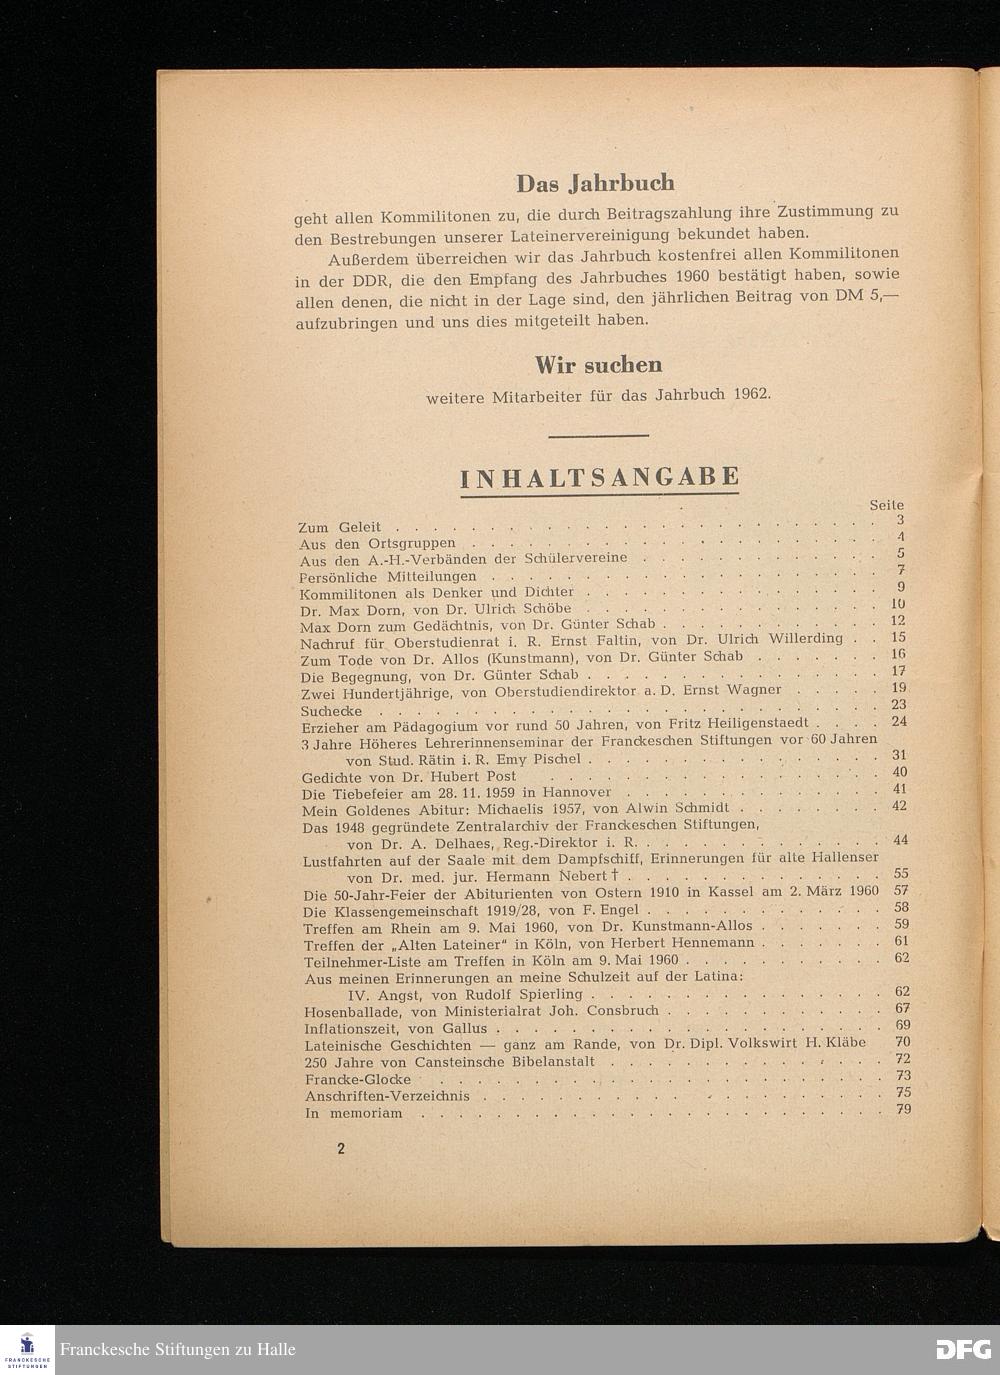 Das Jahrbuch
geht allen Kommilitonen zu, die durch Beitragszahlung ihre Zustimmung zu
den Bestrebungen unserer Lateinervereinigung bekundet haben.
Außerdem überreichen wir das Jahrbuch kostenfrei allen Kommilitonen
in der DDR, die den Empfang des Jahrbuches 1960 bestätigt haben, sowie
allen denen, die nicht in der Lage sind, den jährlichen Beitrag von DM 5,—
aufzubringen und uns dies mitgeteilt haben.
Wir suchen
weitere Mitarbeiter für das Jahrbuch 1962.
INHALTSANGABE
Seite
Zum Geleit . . . . . . . . . . 3
Aus den Ortsgruppen . . . . . . . . . . 4
Aus den A.-H.-Verbänden der Schülervereine . . . . . . . . . . 5
Persönliche Mitteilungen . . . . . . . . . . 7
Kommilitonen als Denker und Dichter . . . . . . . . . . 9
Dr. Max Dorn, von Dr. Ulrich Schöbe . . . . . . . . . . 10
Max Dorn zum Gedächtnis, von Dr. Günter Schab . . . . . . . . . . 12
Nachruf für Oberstudienrat i. R. Ernst Faltin, von Dr. Ulrich Willerding . . 15
Zum Tode von Dr. Allos (Kunstmann), von Dr. Günter Schab . . . . . . . 16
Die Begegnung, von Dr. Günter Schab . . . . . . . . . . 17
Zwei Hundertjährige, von Oberstudiendirektor a. D. Ernst Wagner . . . . . 19
Suchecke . . . . . . . . . . 23
Erzieher am Pädagogium vor rund 50 Jahren, von Fritz Heiligenstaedt . . . . 24
3 Jahre Höheres Lehrerinnenseminar der Franckeschen Stiftungen vor 60 Jahren
von Stud. Rätin i. R. Emy Pischel . . . . . . . . . . 31
Gedichte von Dr. Hubert Post . . . . . . . . . . 40
Die Tiebefeier am 28. 11. 1959 in Hannover . . . . . . . . . . 41
Mein Goldenes Abitur: Michaelis 1957, von Alwin Schmidt . . . . . . . . 42
Das 1948 gegründete Zentralarchiv der Franckeschen Stiftungen,
von Dr. A. Delhaes, Reg.-Direktor i. R. . . . . . . . . . . 44
Lustfahrten auf der Saale mit dem Dampfschiff, Erinnerungen für alte Hallenser
von Dr. med. jur. Hermann Nebert † . . . . . . . . . . 55
Die 50-Jahr-Feier der Abiturienten von Ostern 1910 in Kassel am 2. März 1960 57
Die Klassengemeinschaft 1919/28, von F. Engel . . . . . . . . . . 58
Treffen am Rhein am 9. Mai 1960, von Dr. Kunstmann-Allos . . . . . . . 59
Treffen der „Alten Lateiner" in Köln, von Herbert Hennemann . . . . . . . 61
Teilnehmer-Liste am Treffen in Köln am 9. Mai 1960 . . . . . . . . . . 62
Aus meinen Erinnerungen an meine Schulzeit auf der Latina:
IV. Angst, von Rudolf Spierling . . . . . . . . . . 62
Hosenballade, von Ministerialrat Joh. Consbruch . . . . . . . . . . 67
Inflationszeit, von Gallus . . . . . . . . . . 69
Lateinische Geschichten — ganz am Rande, von Dr. Dipl. Volkswirt H. Kläbe 70
250 Jahre von Cansteinsche Bibelanstalt . . . . . . . . . . 72
Francke-Glocke . . . . . . . . . . 73
Anschriften-Verzeichnis . . . . . . . . . . 75
In memoriam . . . . . . . . . . 79
2
FRANCKESCHE
STIFTUNGEN
Franckesche Stiftungen zu Halle
DFG